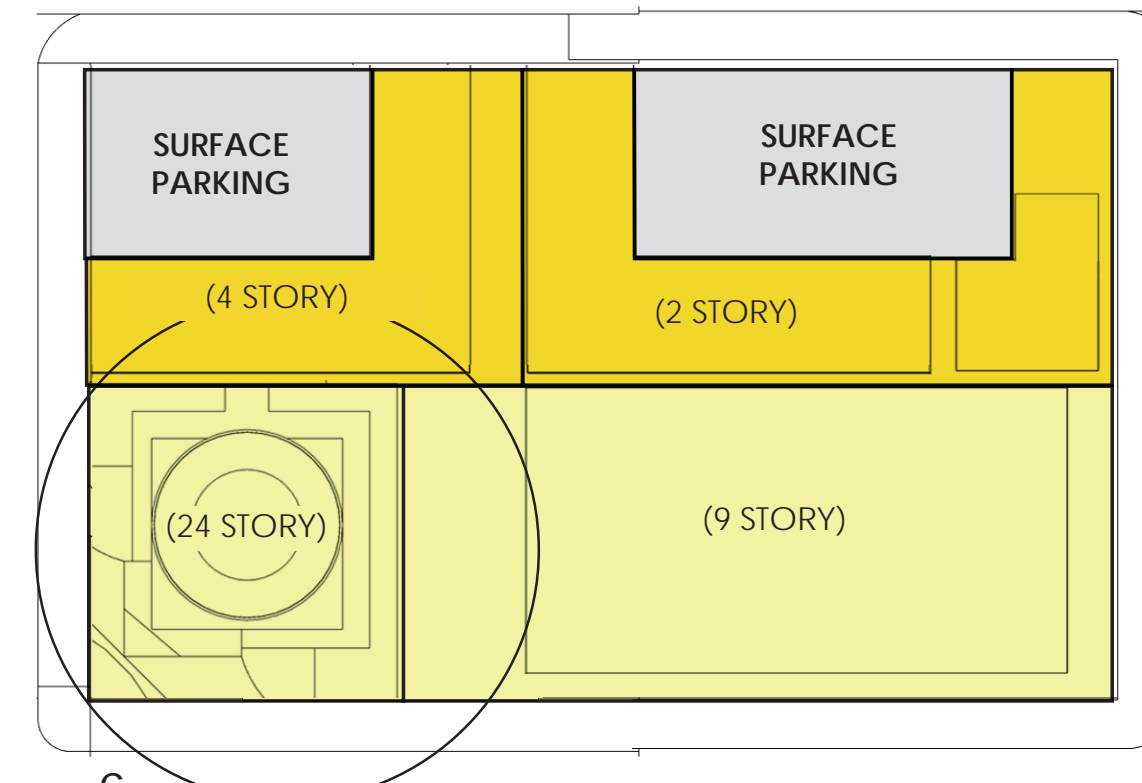 SURFACE
PARKING
SURFACE
PARKING
(4 STORY)
(2 STORY)
(24 STORY)
(9 STORY)